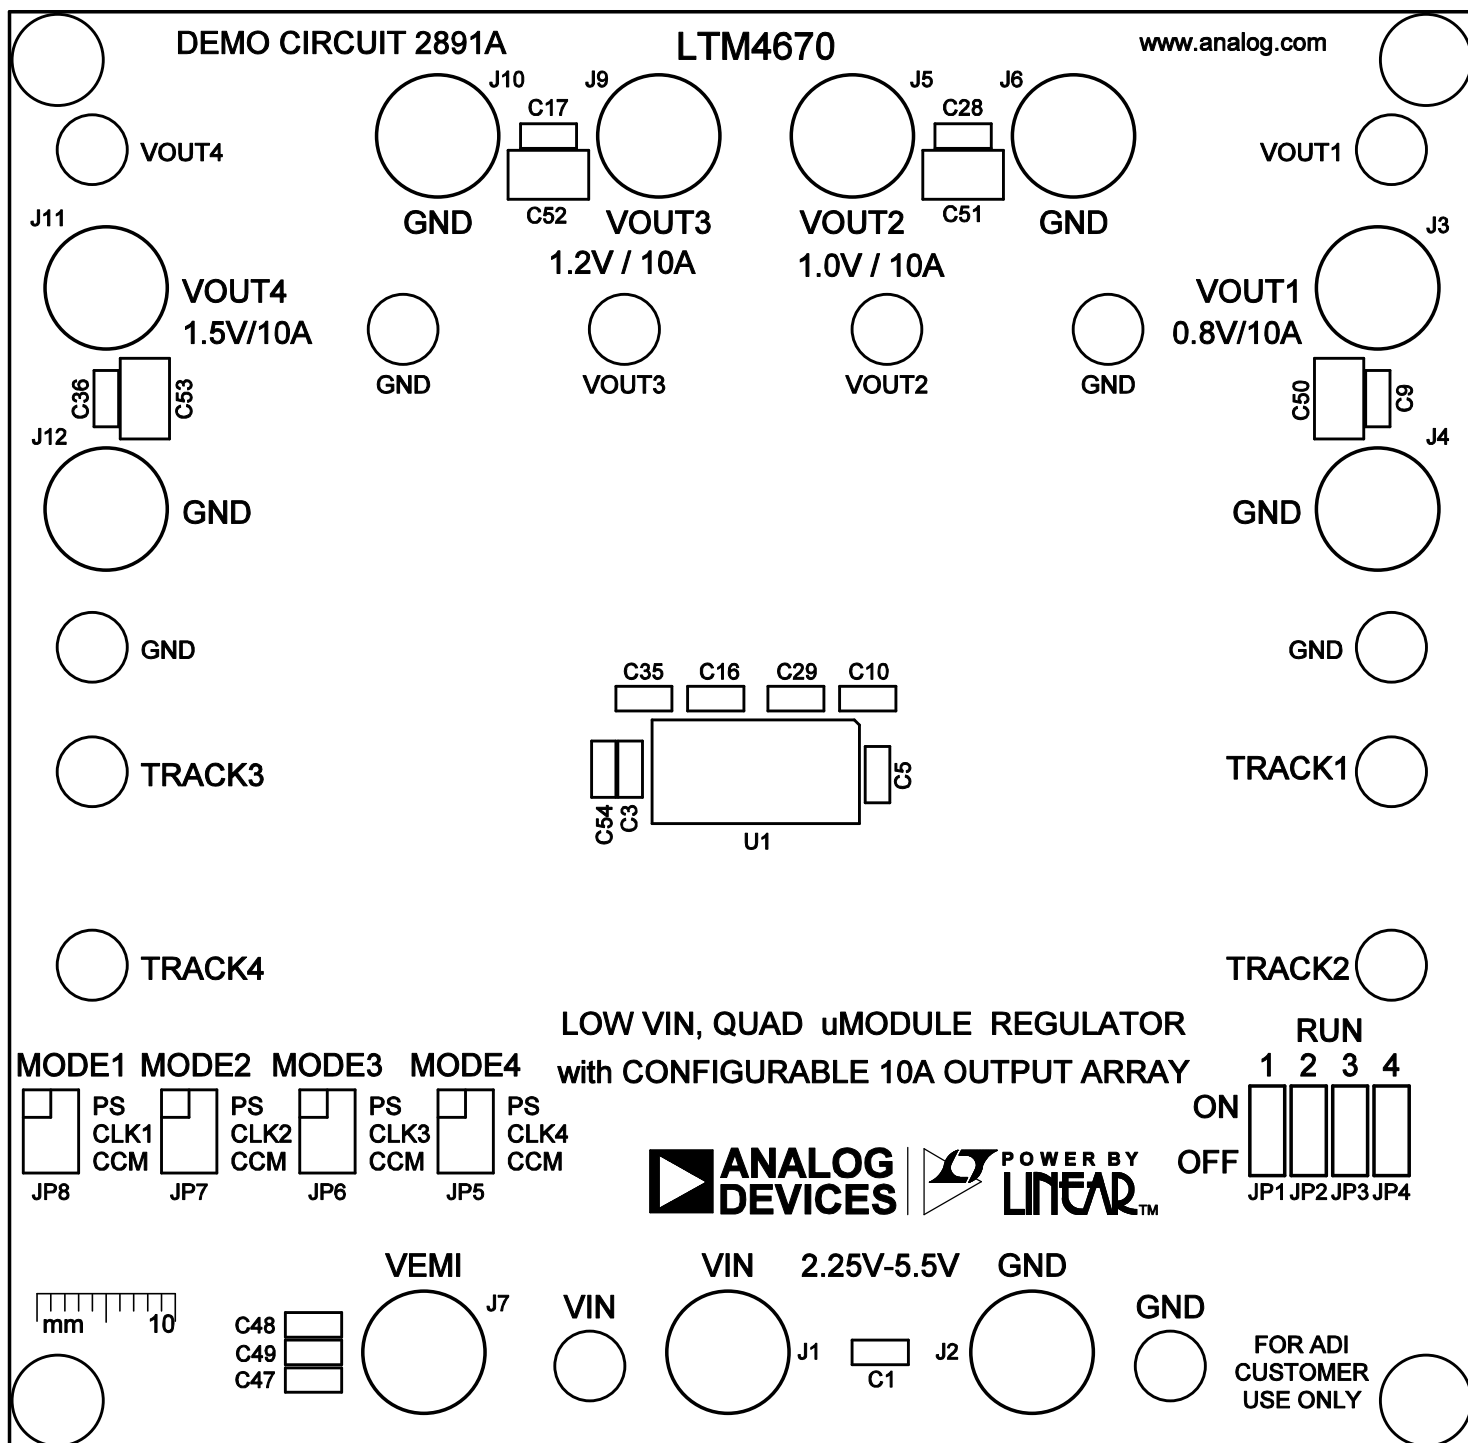 DEMO CIRCUIT 2891A
LTM4670
www.analog.com
J10
J9
J5
J6
C17
C28
VOUT4
VOUT1
J11
GND
C52
VOUT3
VOUT2
C51
GND
J3
1.2V / 10A
1.0V / 10A
VOUT4
VOUT1
1.5V/10A
0.8V/10A
GND
VOUT3
VOUT2
GND
C36
C53
C50
C9
J12
J4
GND
GND
GND
GND
C35
C16
C29
C10
TRACK3
C54
C3
C5
TRACK1
U1
TRACK4
TRACK2
LOW VIN, QUAD uMODULE REGULATOR
with CONFIGURABLE 10A OUTPUT ARRAY
RUN
1 2 3 4
ON
OFF
JP1 JP2 JP3 JP4
MODE1
PS
CLK1
CCM
JP8
MODE2
PS
CLK2
CCM
JP7
MODE3
PS
CLK3
CCM
JP6
MODE4
PS
CLK4
CCM
JP5
ANALOG
DEVICES
POWER BY
LINEAR™
VEMI
VIN
2.25V-5.5V
GND
mm 10
C48
C49
C47
J7
VIN
J1
C1
J2
GND
FOR ADI
CUSTOMER
USE ONLY